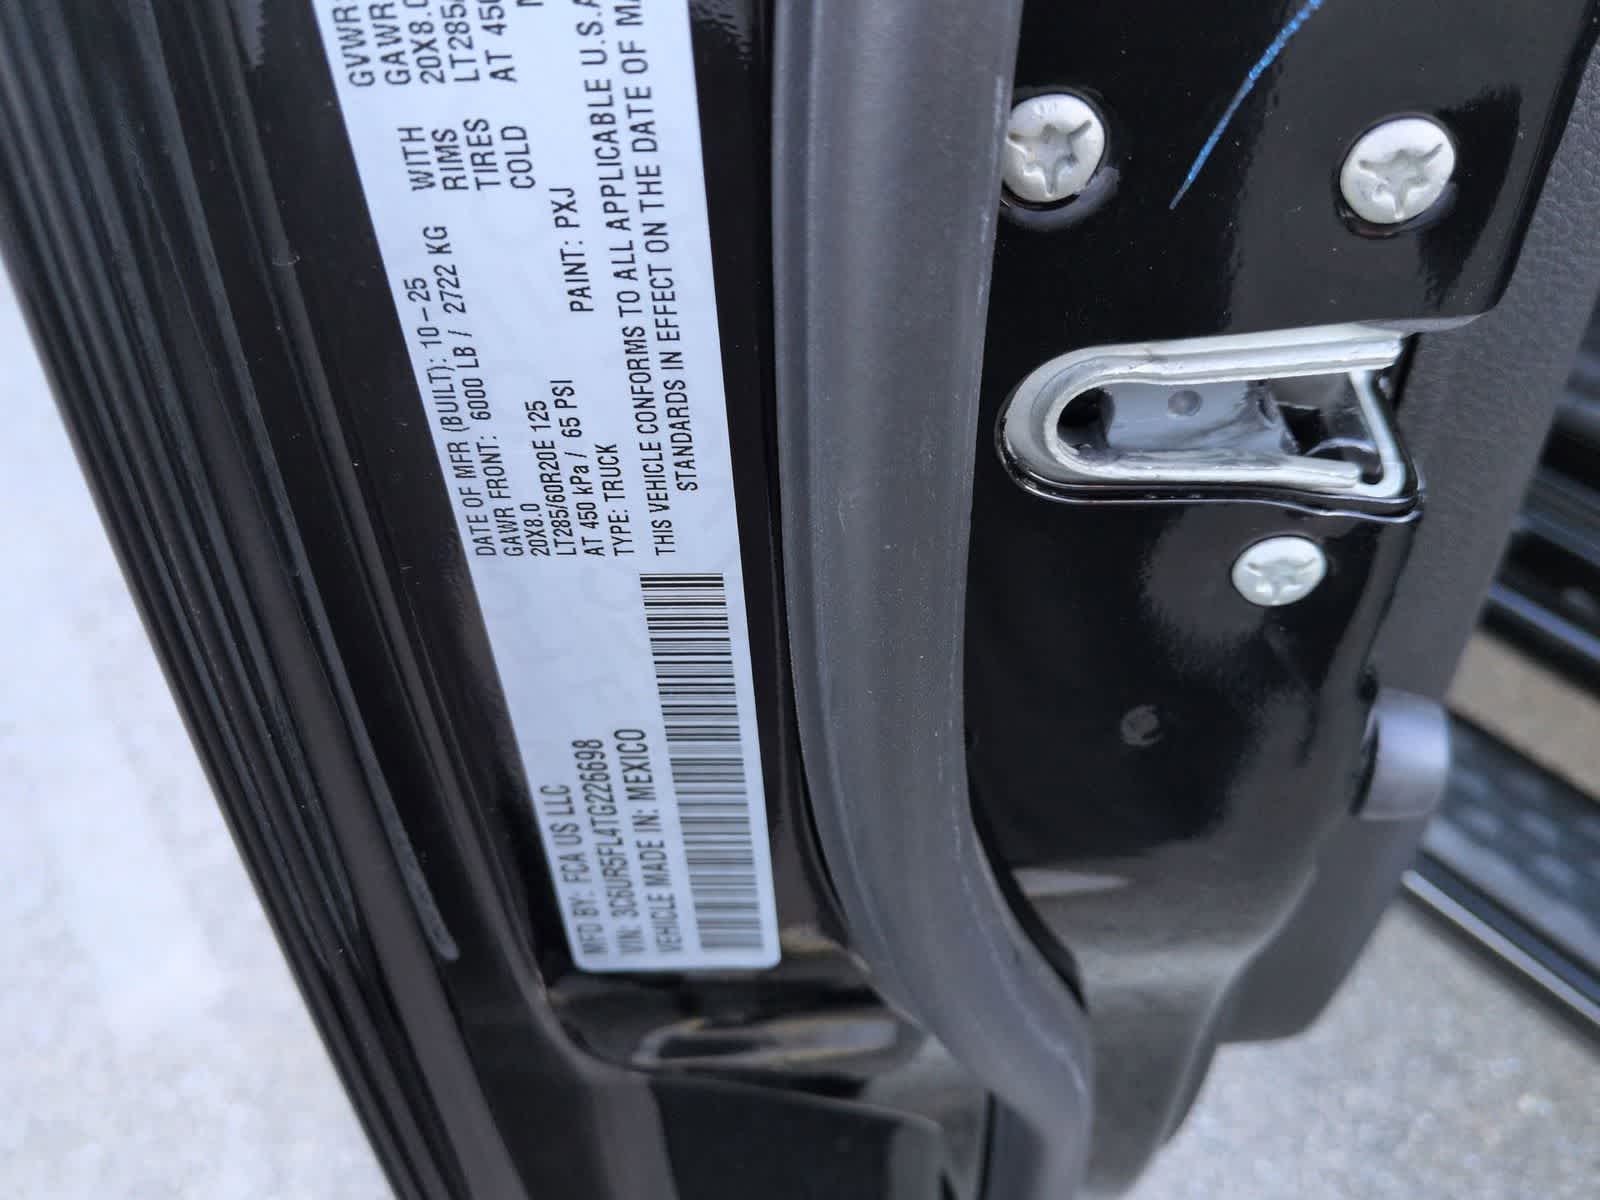 MFD BY: FCA US LLC
DATE OF MFR (BUILT): 10-25
GVWR
GAWR FRONT: 6000 LB / 2722 KG
WITH
GAWR
20X8.0
RIMS
20X8.0
LT285/60R20E 125
TIRES
LT285/
AT 450 kPa / 65 PSI
COLD
AT 450
VIN: 3C6UR5FL4TG226698
TYPE: TRUCK
PAINT: PXJ
VEHICLE MADE IN: MEXICO
THIS VEHICLE CONFORMS TO ALL APPLICABLE U.S.A
STANDARDS IN EFFECT ON THE DATE OF MA